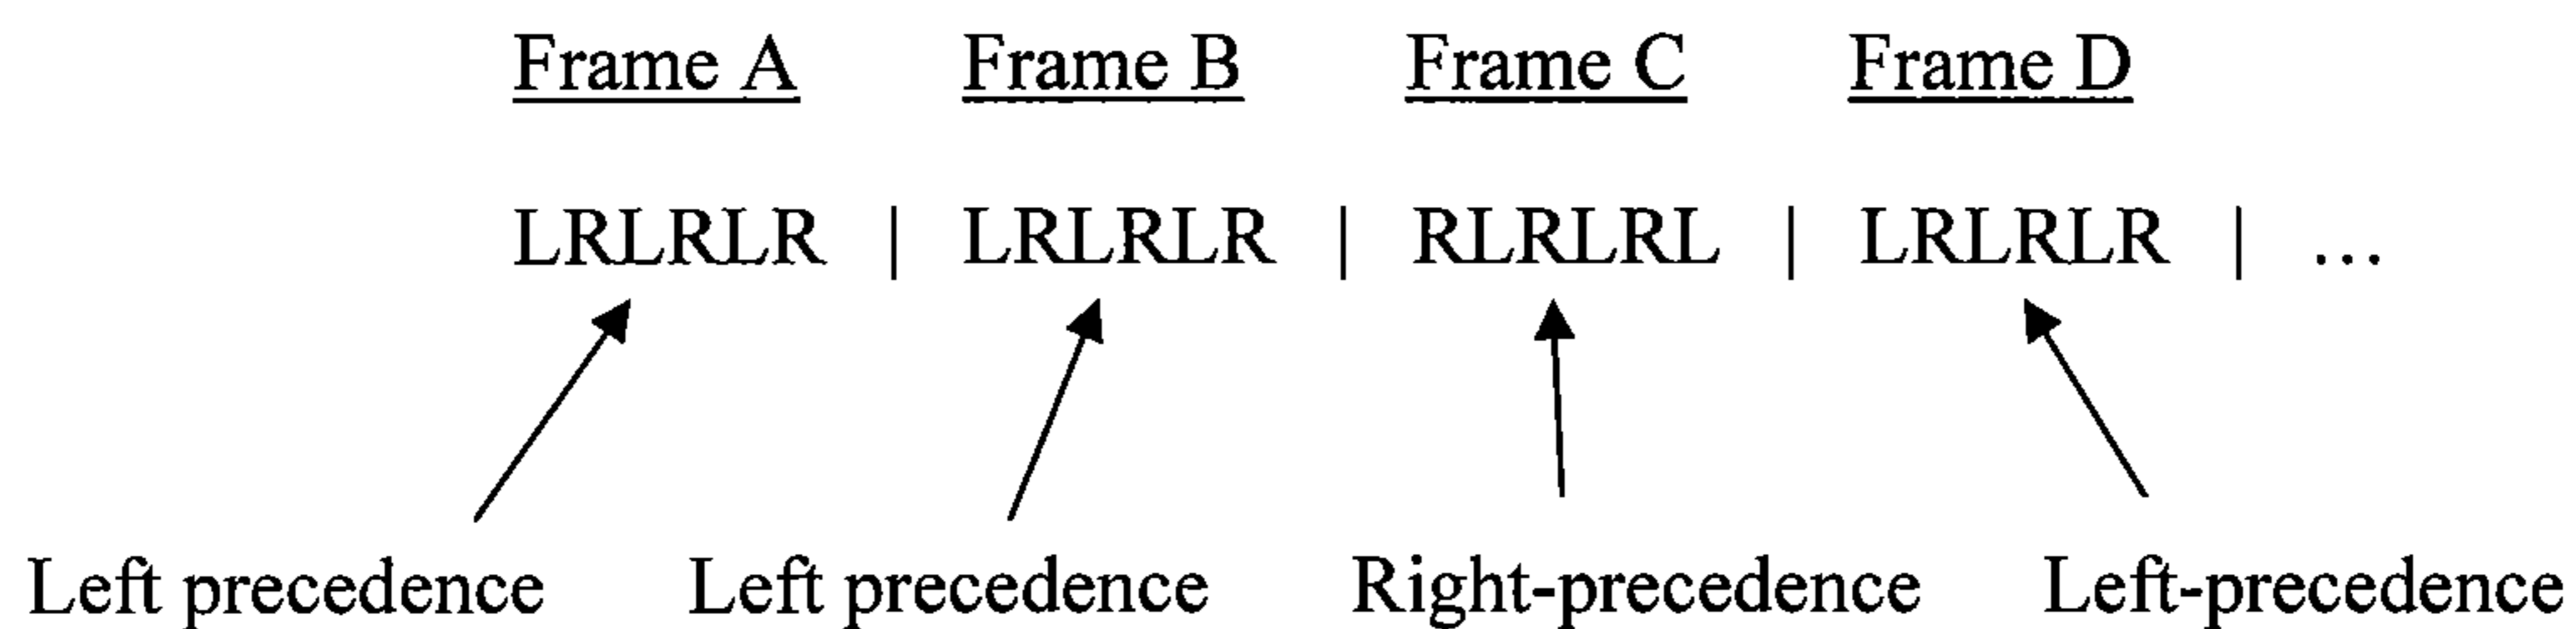 Frame A Frame B Frame C Frame D
LRLRLR | LRLRLR | RLRLRL | LRLRLR | ...
Left precedence Left precedence Right-precedence Left-precedence